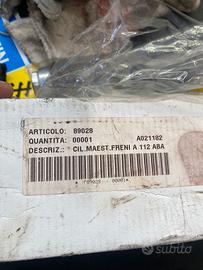 ARTICOLO: 89028
QUANTITA: 00001 A021182
DESCRIZ.: * CIL.MAEST.FRENI A 112 ABA
subito